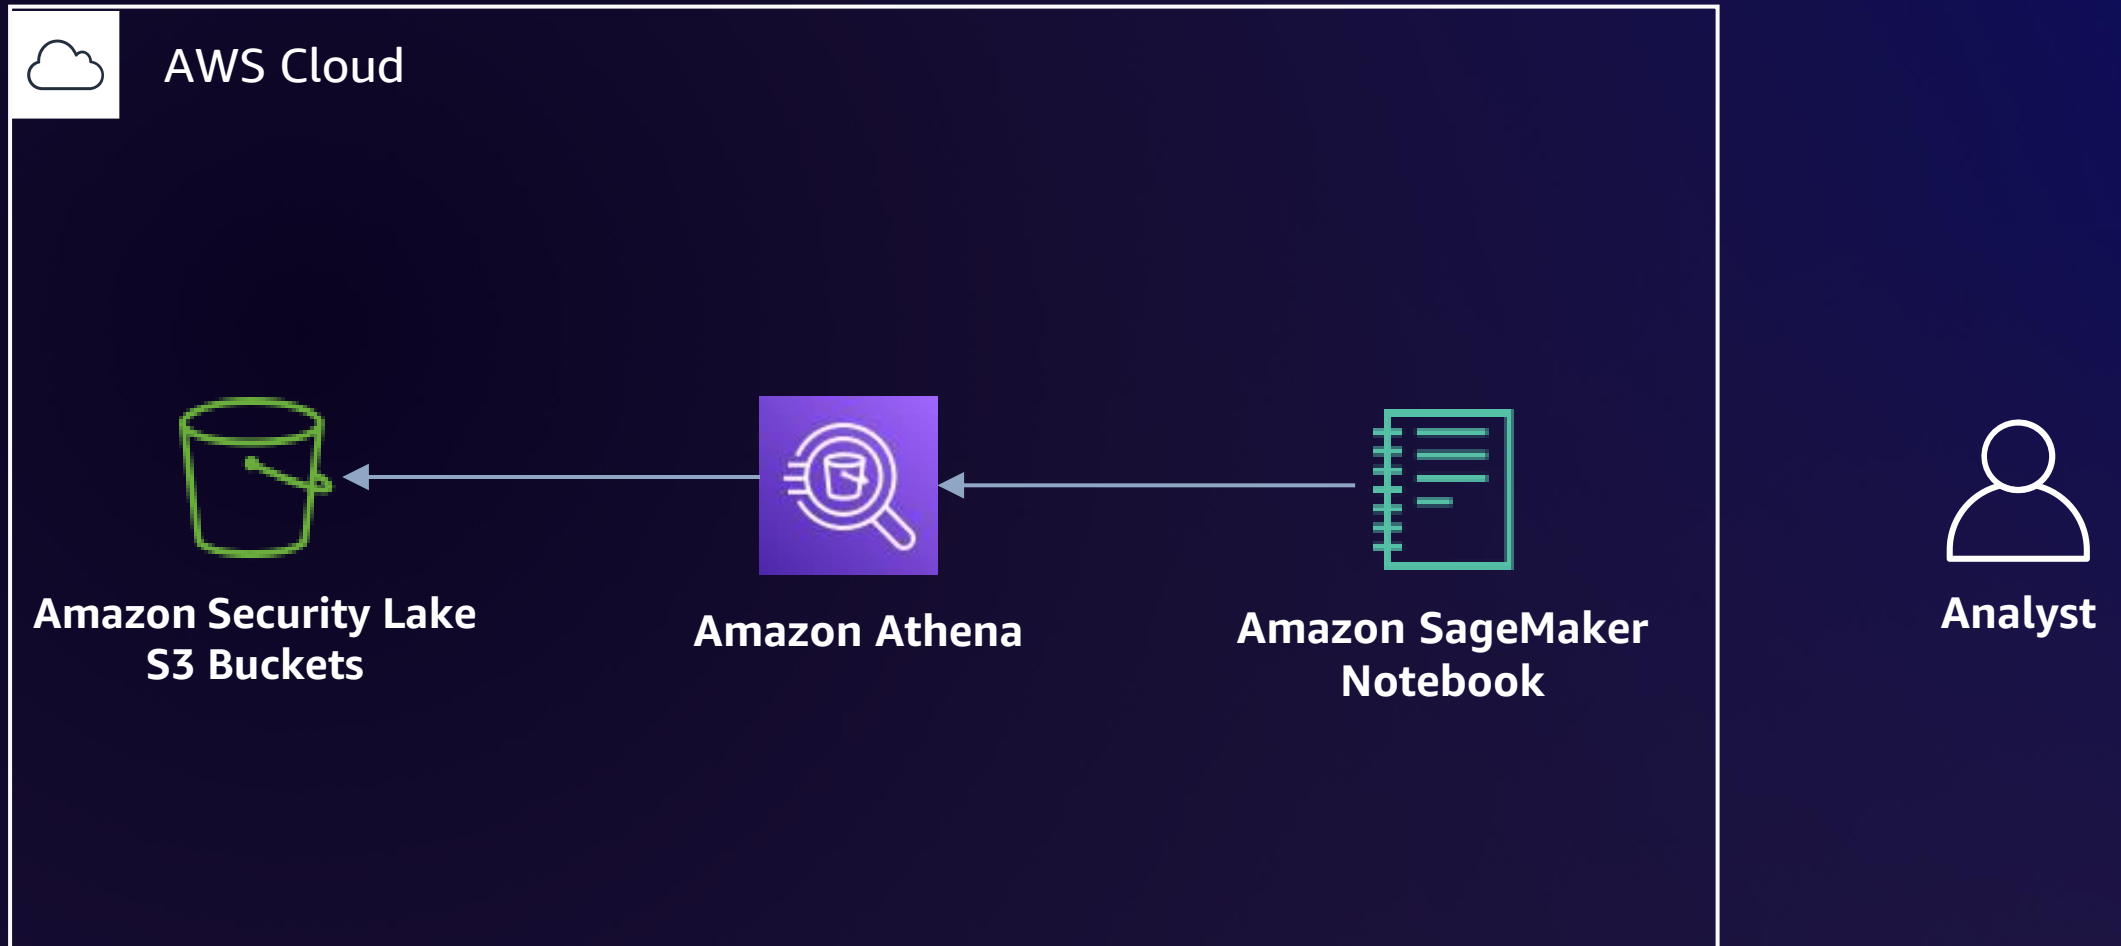 AWS Cloud
Amazon Security Lake
S3 Buckets
Amazon Athena
Amazon SageMaker
Notebook
Analyst